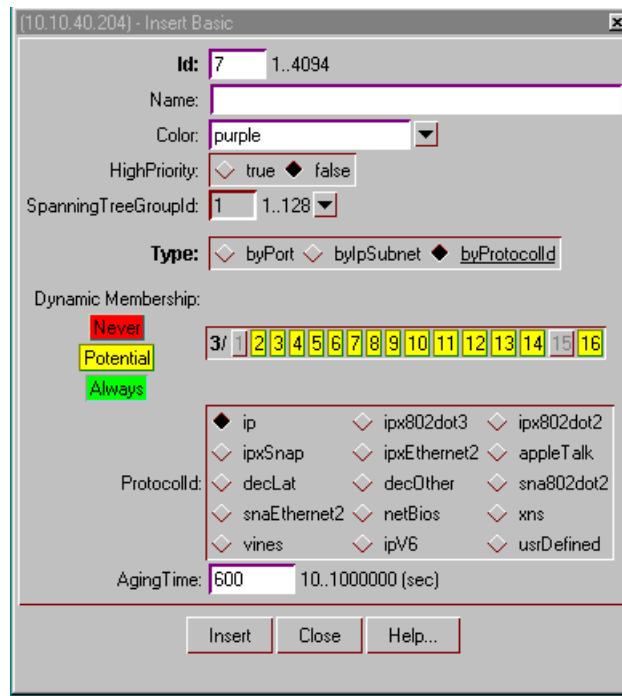 (10.10.40.204) - Insert Basic
Id: 7 1..4094
Name:
Color: purple
HighPriority: true false
SpanningTreeGroupId: 1 1..128
Type: byPort byIpSubnet byProtocolId
Dynamic Membership:
Never
3/ 1 2 3 4 5 6 7 8 9 10 11 12 13 14 15 16
Potential
Always
ip ipx802dot3 ipx802dot2
ipxSnap ipxEthernet2 appleTalk
ProtocolId: decLat decOther sna802dot2
snaEthernet2 netBios xns
vines ipV6 usrDefined
AgingTime: 600 10..1000000 (sec)
Insert Close Help...